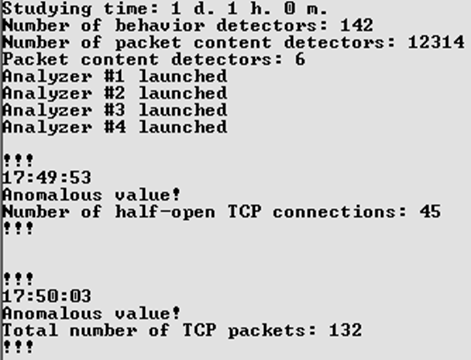 Studying time: 1 d. 1 h. 0 m.
Number of behavior detectors: 142
Number of packet content detectors: 12314
Packet content detectors: 6
Analyzer #1 launched
Analyzer #2 launched
Analyzer #3 launched
Analyzer #4 launched
!!!
17:49:53
Anomalous value!
Number of half-open TCP connections: 45
!!!
!!!
17:50:03
Anomalous value!
Total number of TCP packets: 132
!!!